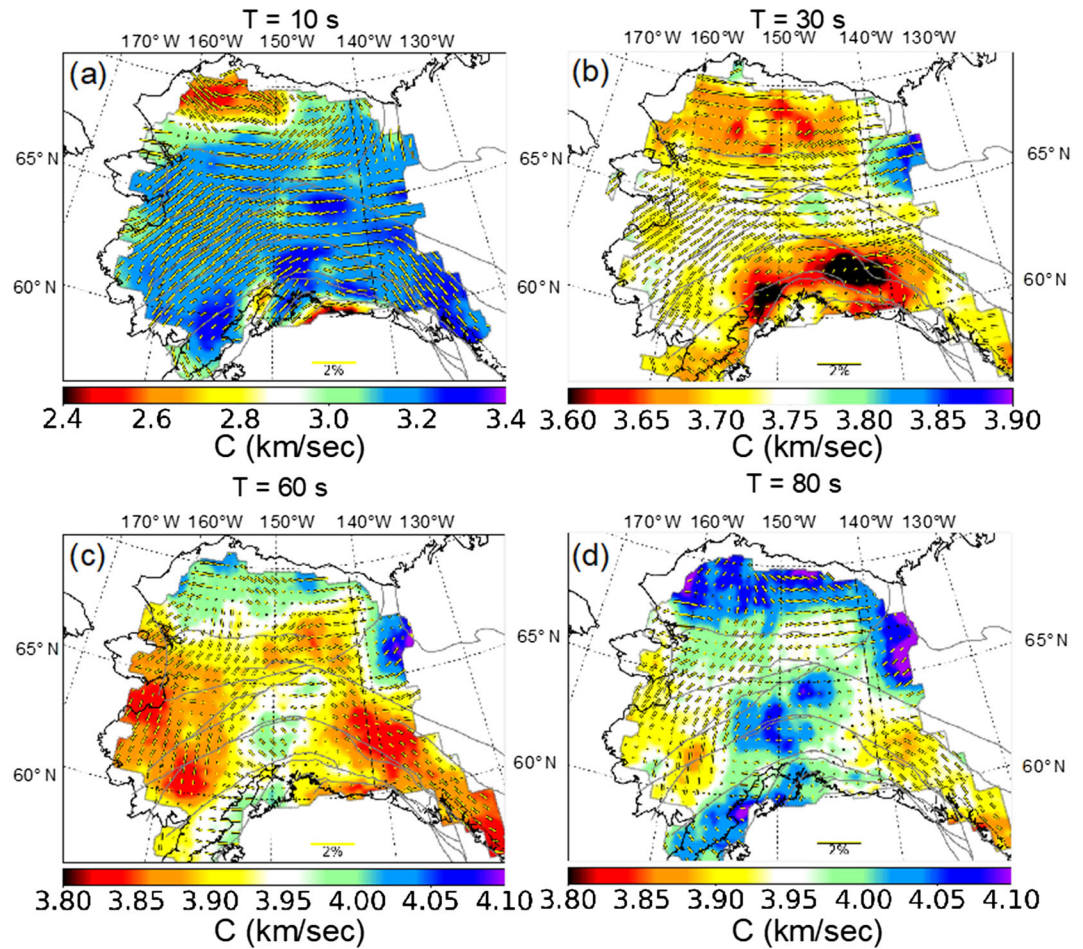 T = 10 s
170° W 160°W 150°W 140°W 130°W
(a)
65° N
60° N
2%
2.4 2.6 2.8 3.0 3.2 3.4
C (km/sec)
T = 30 s
170°W 160°W 150°W 140°W 130°W
(b)
65° N
60° N
2%
3.60 3.65 3.70 3.75 3.80 3.85 3.90
C (km/sec)
T = 60 s
170°W 160°W 150°W 140°W 130°W
(c)
65° N
60° N
2%
3.80 3.85 3.90 3.95 4.00 4.05 4.10
C (km/sec)
T = 80 s
170°W 160°W 150°W 140°W 130°W
(d)
65° N
60° N
2%
3.80 3.85 3.90 3.95 4.00 4.05 4.10
C (km/sec)